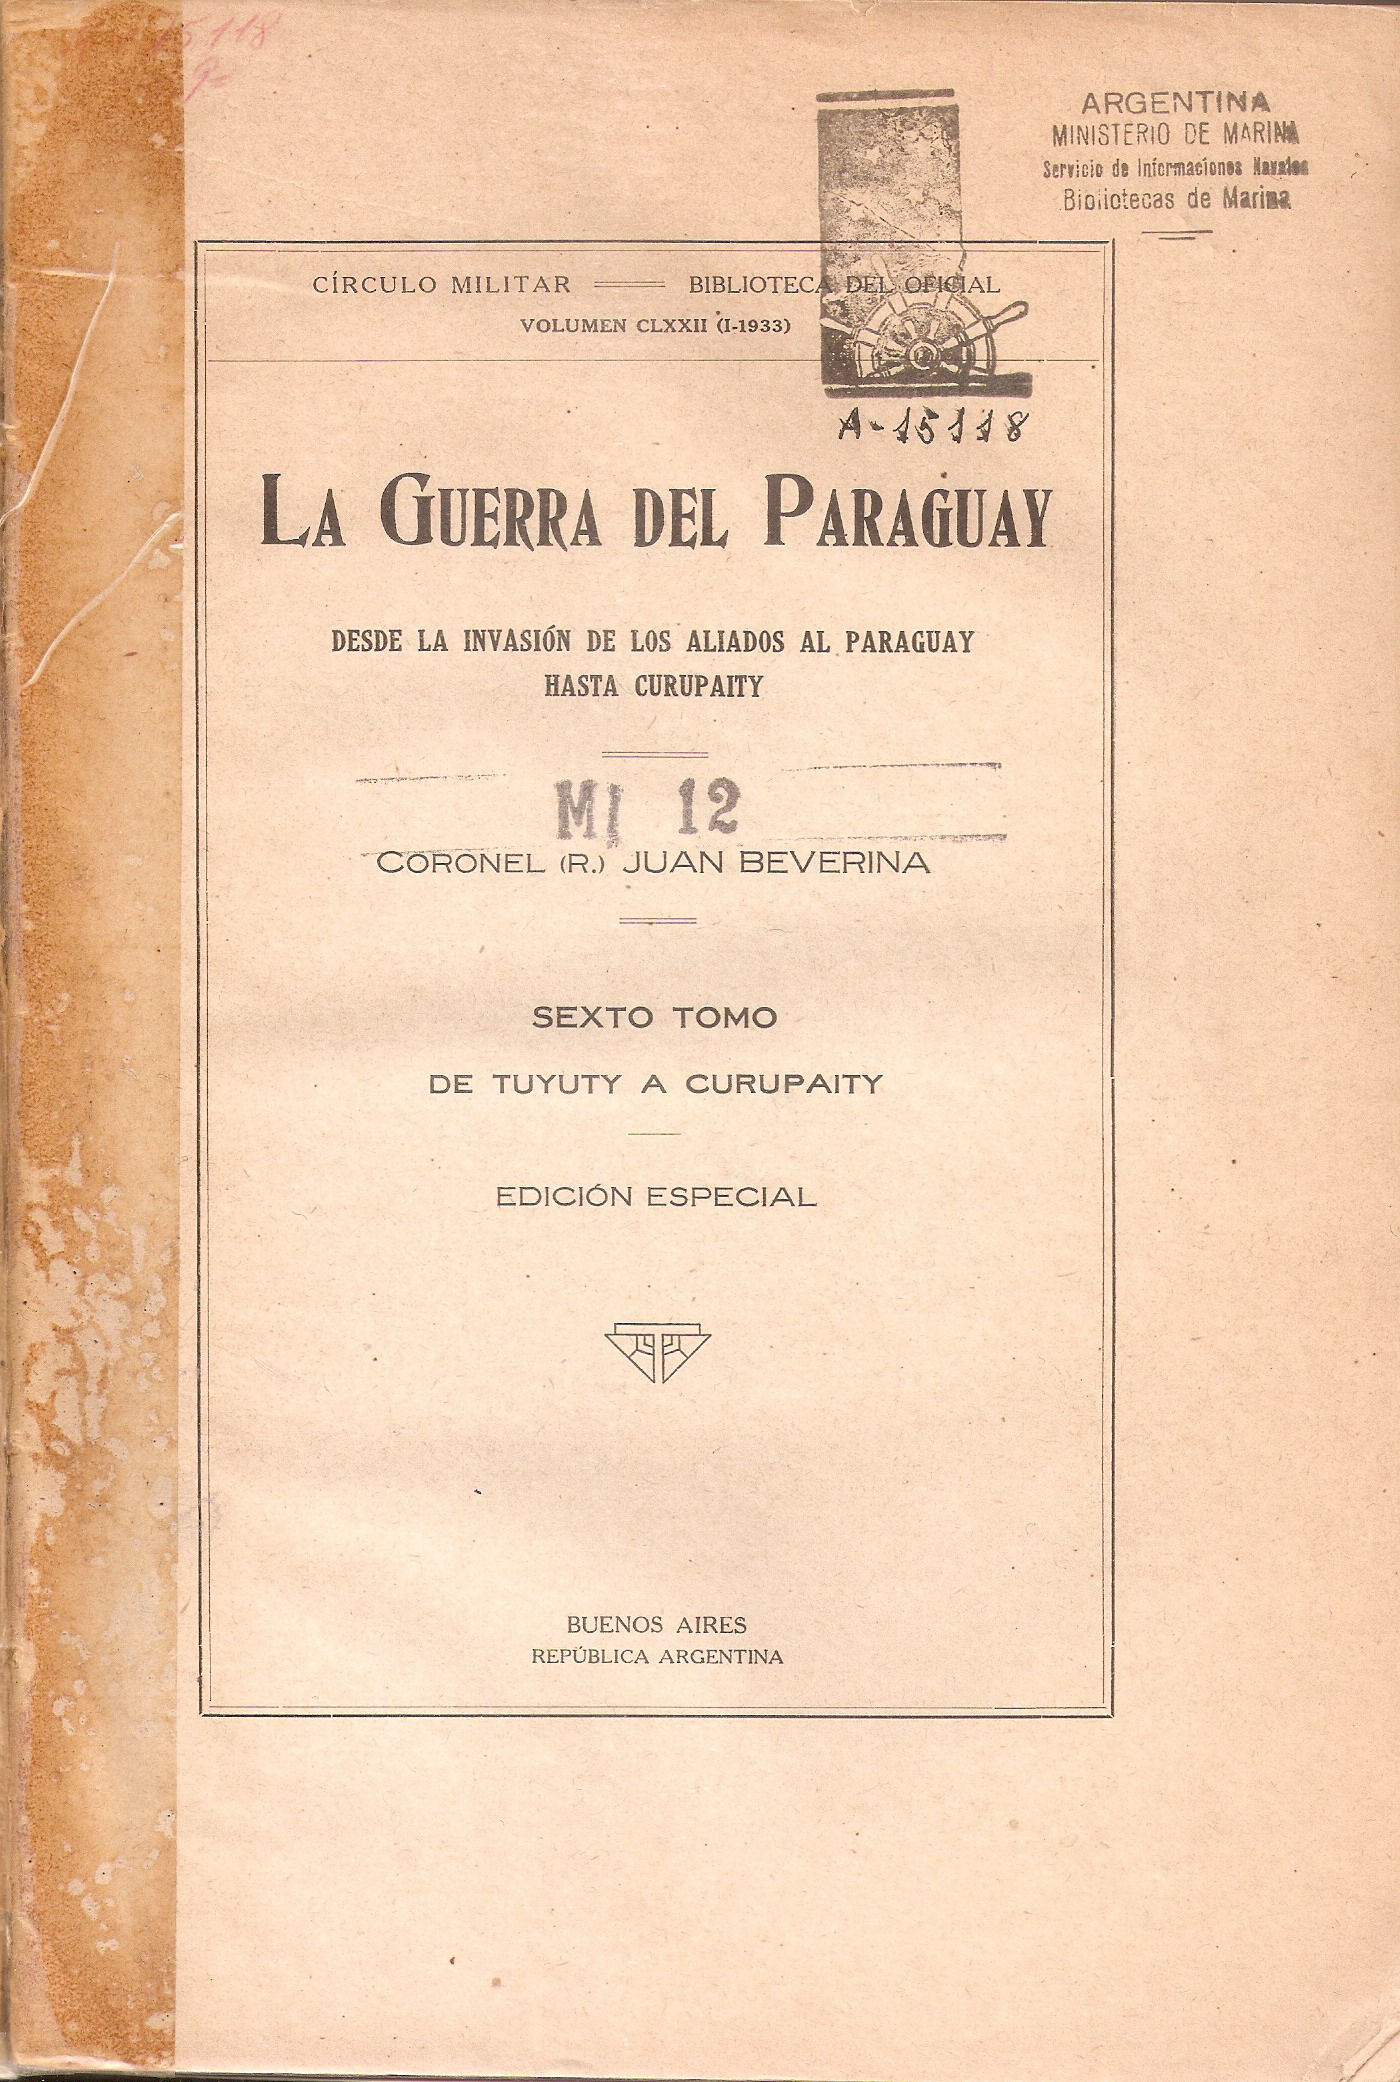 15118
ARGENTINA
MINISTERIO DE MARINA
Servicio de Informaciones Navales
Bibliotecas de Marina
CÍRCULO MILITAR BIBLIOTECA DEL OFICIAL
VOLUMEN CLXXII (I-1933)
A-15118
LA GUERRA DEL PARAGUAY
DESDE LA INVASIÓN DE LOS ALIADOS AL PARAGUAY
HASTA CURUPAITY
MI 12
CORONEL (R.) JUAN BEVERINA
SEXTO TOMO
DE TUYUTY A CURUPAITY
EDICIÓN ESPECIAL
BUENOS AIRES
REPÚBLICA ARGENTINA